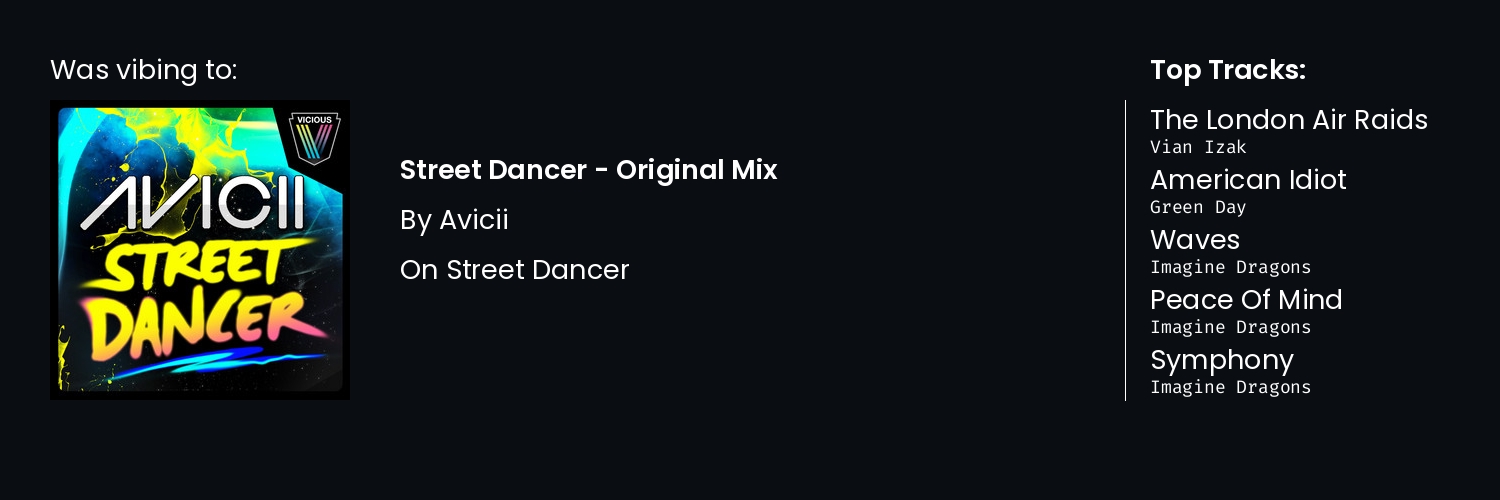 Was vibing to:
VICIOUS
AVICII
STREET
DANCER
Street Dancer - Original Mix
By Avicii
On Street Dancer
Top Tracks:
The London Air Raids
Vian Izak
American Idiot
Green Day
Waves
Imagine Dragons
Peace Of Mind
Imagine Dragons
Symphony
Imagine Dragons